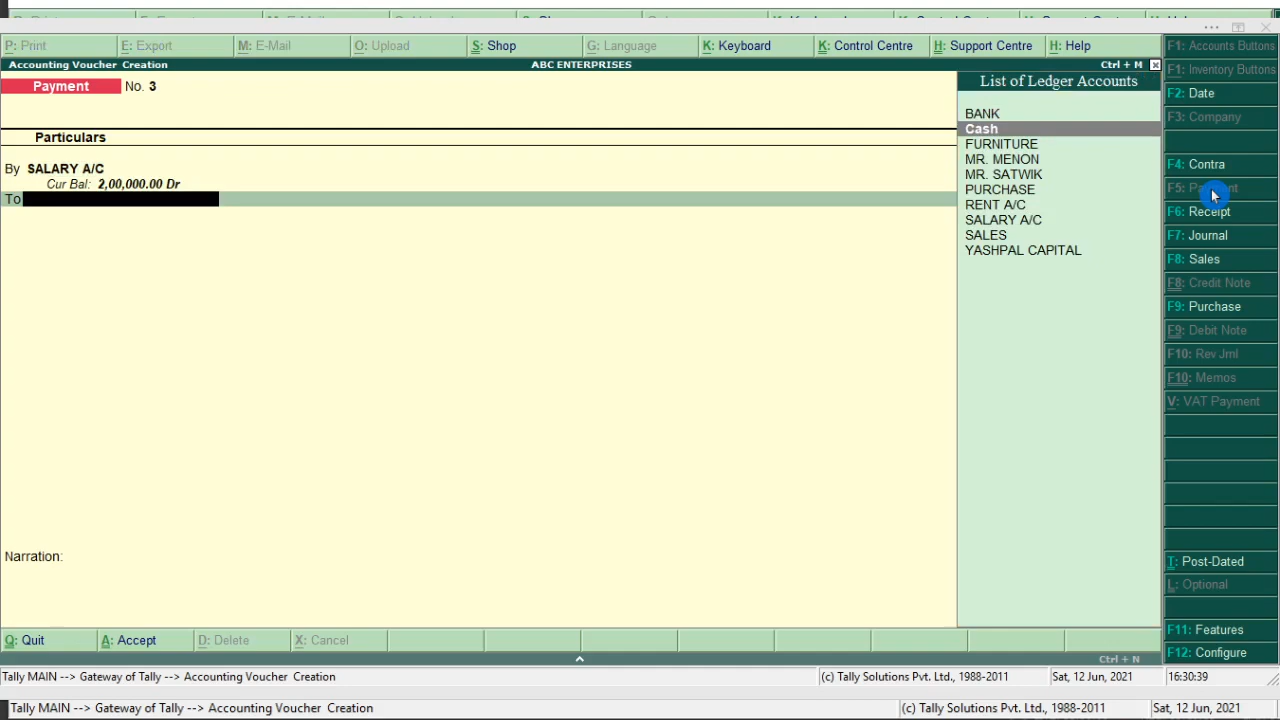 P: Print E: Export M: E-Mail O: Upload S: Shop G: Language K: Keyboard K: Control Centre H: Support Centre H: Help
Accounting Voucher Creation ABC ENTERPRISES Ctrl + M
Payment No. 3
Particulars
By SALARY A/C
Cur Bal: 2,00,000.00 Dr
To
Narration:
List of Ledger Accounts
BANK
Cash
FURNITURE
MR. MENON
MR. SATWIK
PURCHASE
RENT A/C
SALARY A/C
SALES
YASHPAL CAPITAL
F1: Accounts Buttons
F1: Inventory Buttons
F2: Date
F3: Company
F4: Contra
F5: Payment
F6: Receipt
F7: Journal
F8: Sales
F8: Credit Note
F9: Purchase
F9: Debit Note
F10: Rev Jrnl
F10: Memos
V: VAT Payment
T: Post-Dated
L: Optional
F11: Features
F12: Configure
Q: Quit A: Accept D: Delete X: Cancel
Ctrl + N
Tally MAIN --> Gateway of Tally --> Accounting Voucher Creation (c) Tally Solutions Pvt. Ltd., 1988-2011 Sat, 12 Jun, 2021 16:30:39
Tally MAIN --> Gateway of Tally --> Accounting Voucher Creation (c) Tally Solutions Pvt. Ltd., 1988-2011 Sat, 12 Jun, 2021